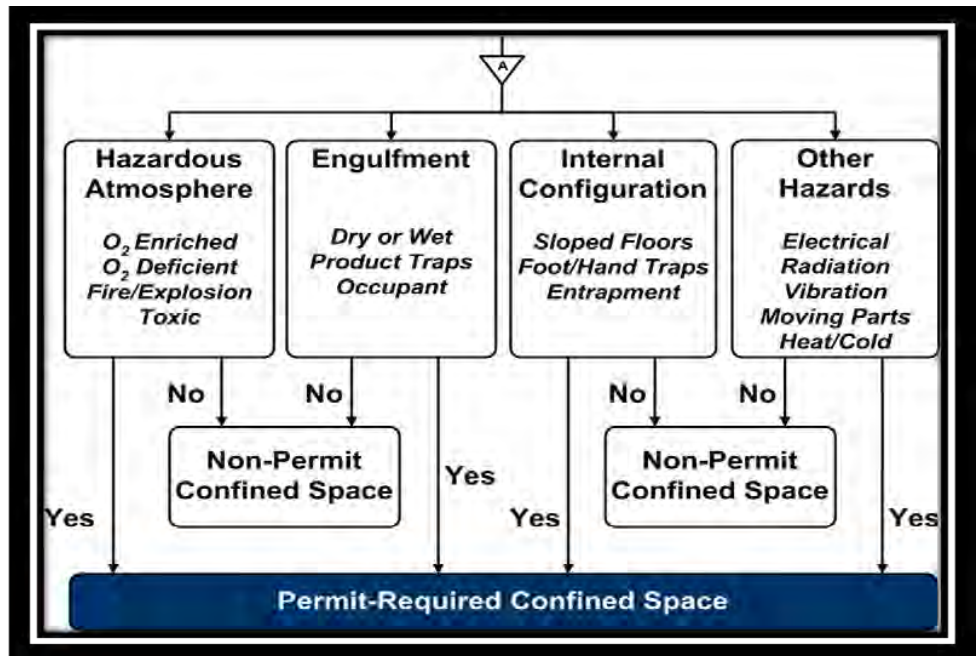 A
Hazardous
Atmosphere
O2 Enriched
O2 Deficient
Fire/Explosion
Toxic
Engulfment
Dry or Wet
Product Traps
Occupant
Internal
Configuration
Sloped Floors
Foot/Hand Traps
Entrapment
Other
Hazards
Electrical
Radiation
Vibration
Moving Parts
Heat/Cold
No
No
No
No
Non-Permit
Confined Space
Non-Permit
Confined Space
Yes
Yes
Yes
Yes
Permit-Required Confined Space